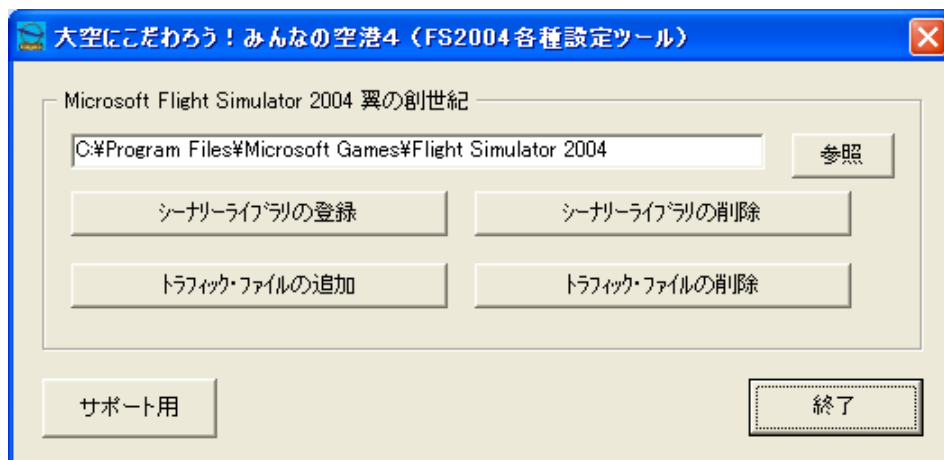 大空にこだわろう！みんなの空港4（FS2004各種設定ツール）
Microsoft Flight Simulator 2004 翼の創世紀
C:¥Program Files¥Microsoft Games¥Flight Simulator 2004
参照
ｼｰﾅﾘｰﾗｲﾌﾞﾗﾘの登録
ｼｰﾅﾘｰﾗｲﾌﾞﾗﾘの削除
ﾄﾗﾌｨｯｸ・ﾌｧｲﾙの追加
ﾄﾗﾌｨｯｸ・ﾌｧｲﾙの削除
サポート用
終了